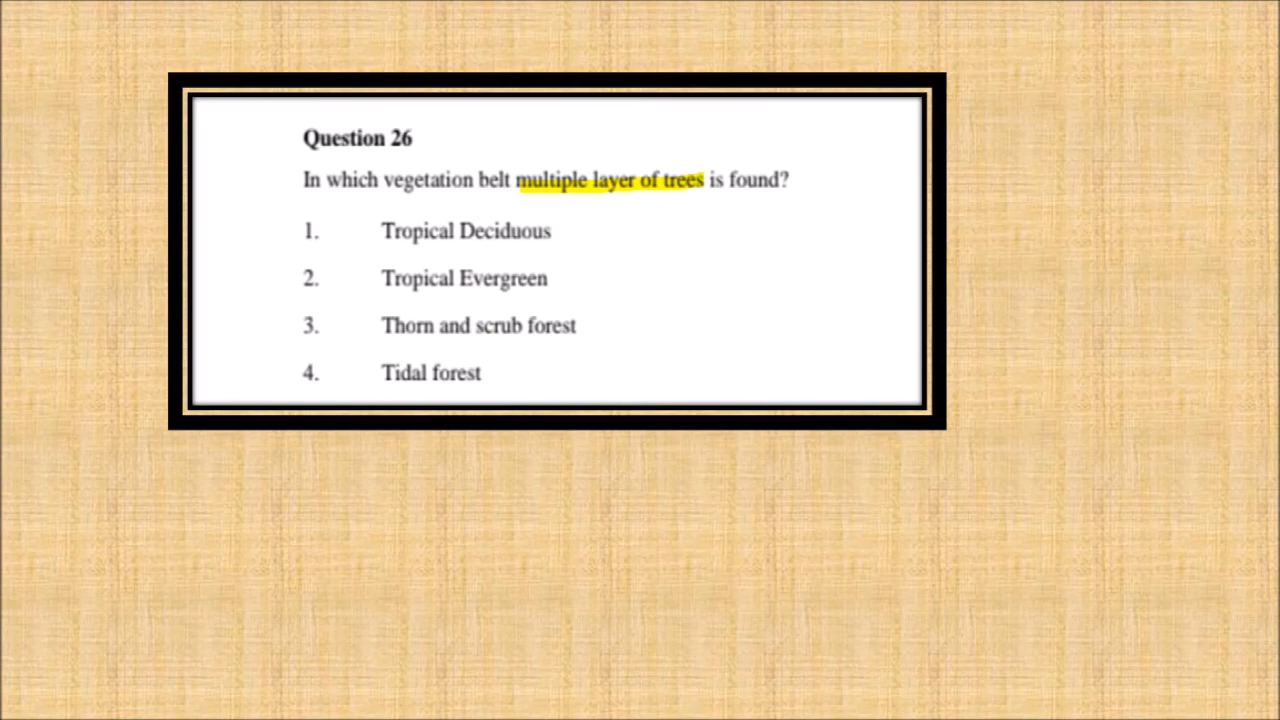 Question 26
In which vegetation belt multiple layer of trees is found?
1. Tropical Deciduous
2. Tropical Evergreen
3. Thorn and scrub forest
4. Tidal forest